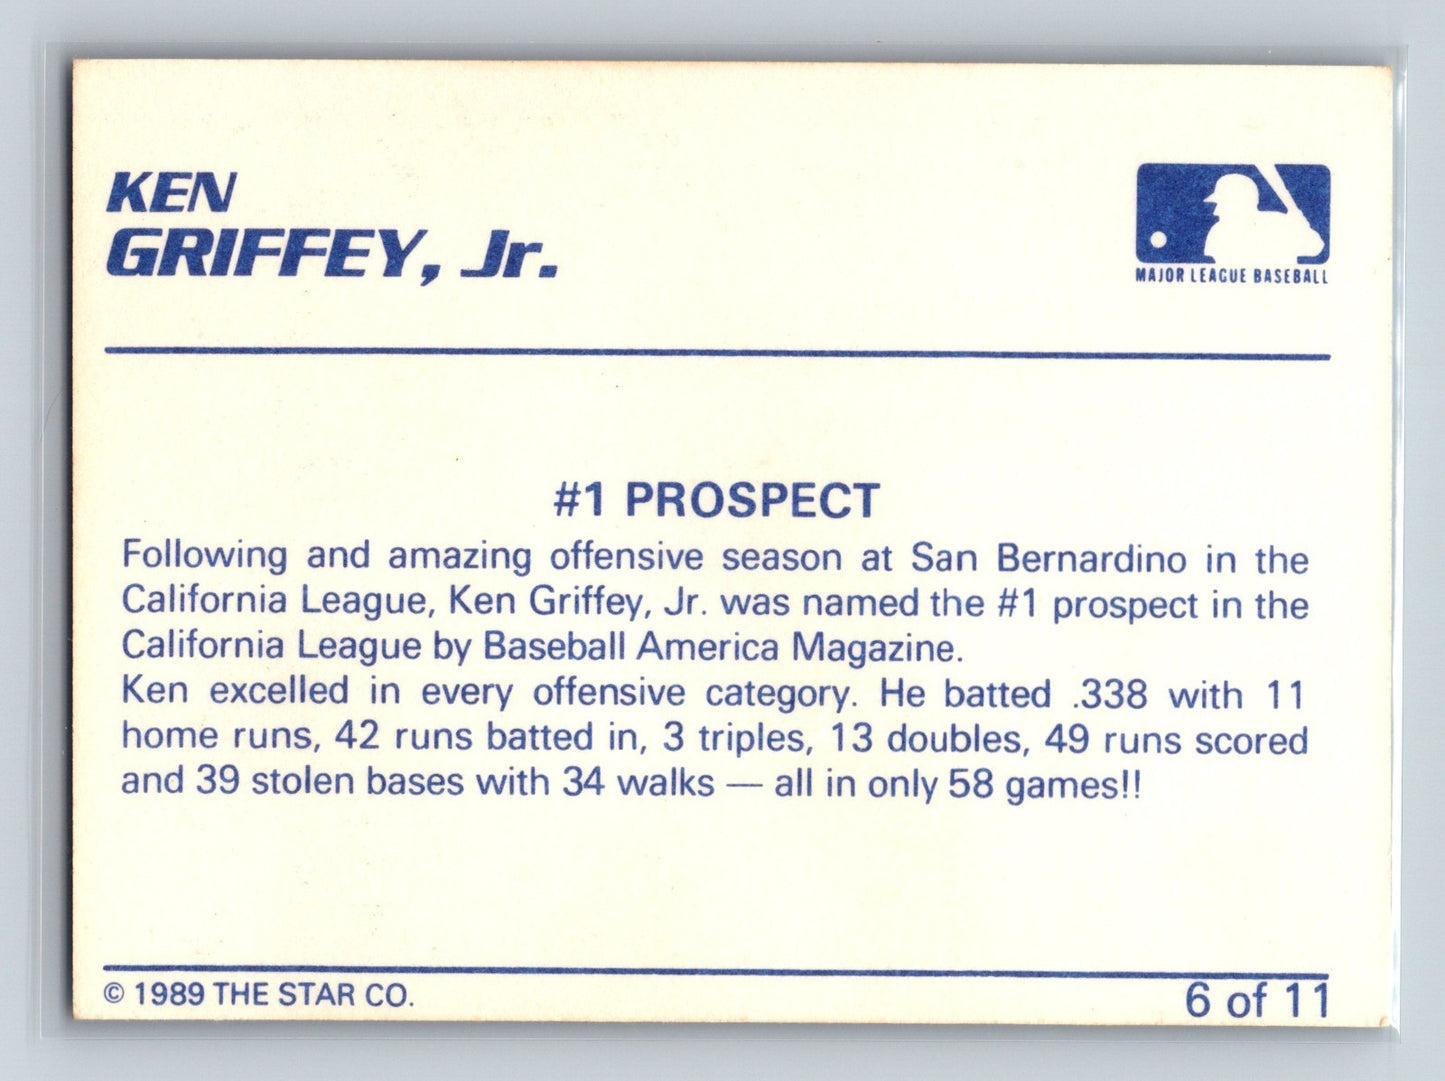 KEN
GRIFFEY, Jr.
MAJOR LEAGUE BASEBALL
#1 PROSPECT
Following and amazing offensive season at San Bernardino in the
California League, Ken Griffey, Jr. was named the #1 prospect in the
California League by Baseball America Magazine.
Ken excelled in every offensive category. He batted .338 with 11
home runs, 42 runs batted in, 3 triples, 13 doubles, 49 runs scored
and 39 stolen bases with 34 walks — all in only 58 games!!
© 1989 THE STAR CO.
6 of 11